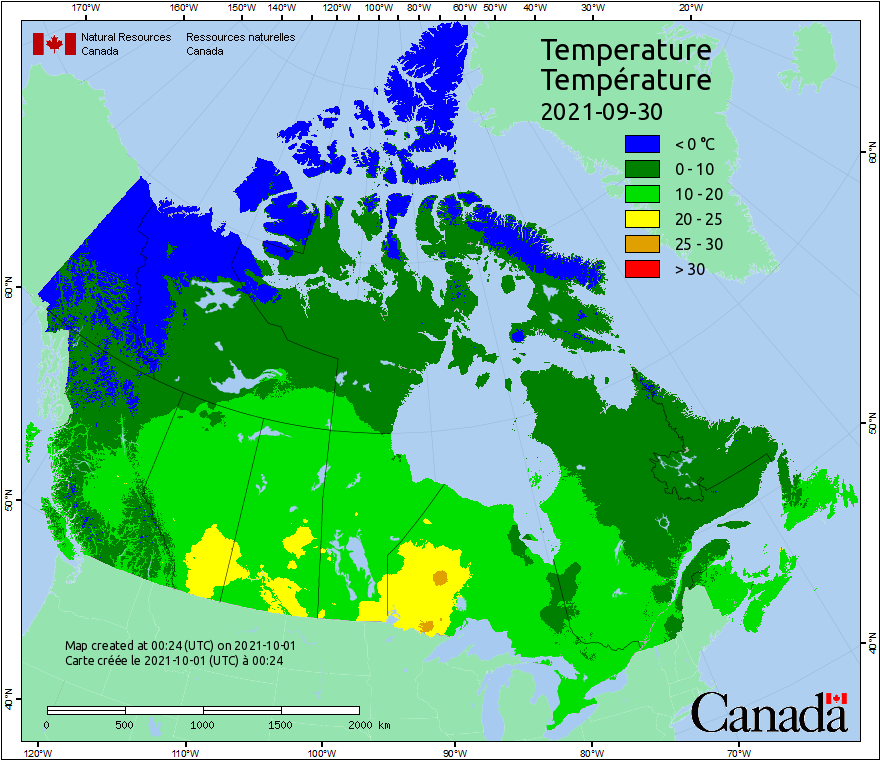 170°W 160°W 150°W 140°W 130°W 120°W 110°W 100°W 90°W 80°W 70°W 60°W 50°W 40°W 30°W 20°W
Natural Resources Ressources naturelles
Canada Canada
Temperature
Température
2021-09-30
< 0 °C
0 - 10
10 - 20
20 - 25
25 - 30
> 30
60°N
60°N
50°N
50°N
40°N
40°N
Map created at 00:24 (UTC) on 2021-10-01
Carte créée le 2021-10-01 (UTC) à 00:24
0 500 1000 1500 2000 km
Canada
120°W 110°W 100°W 90°W 80°W 70°W